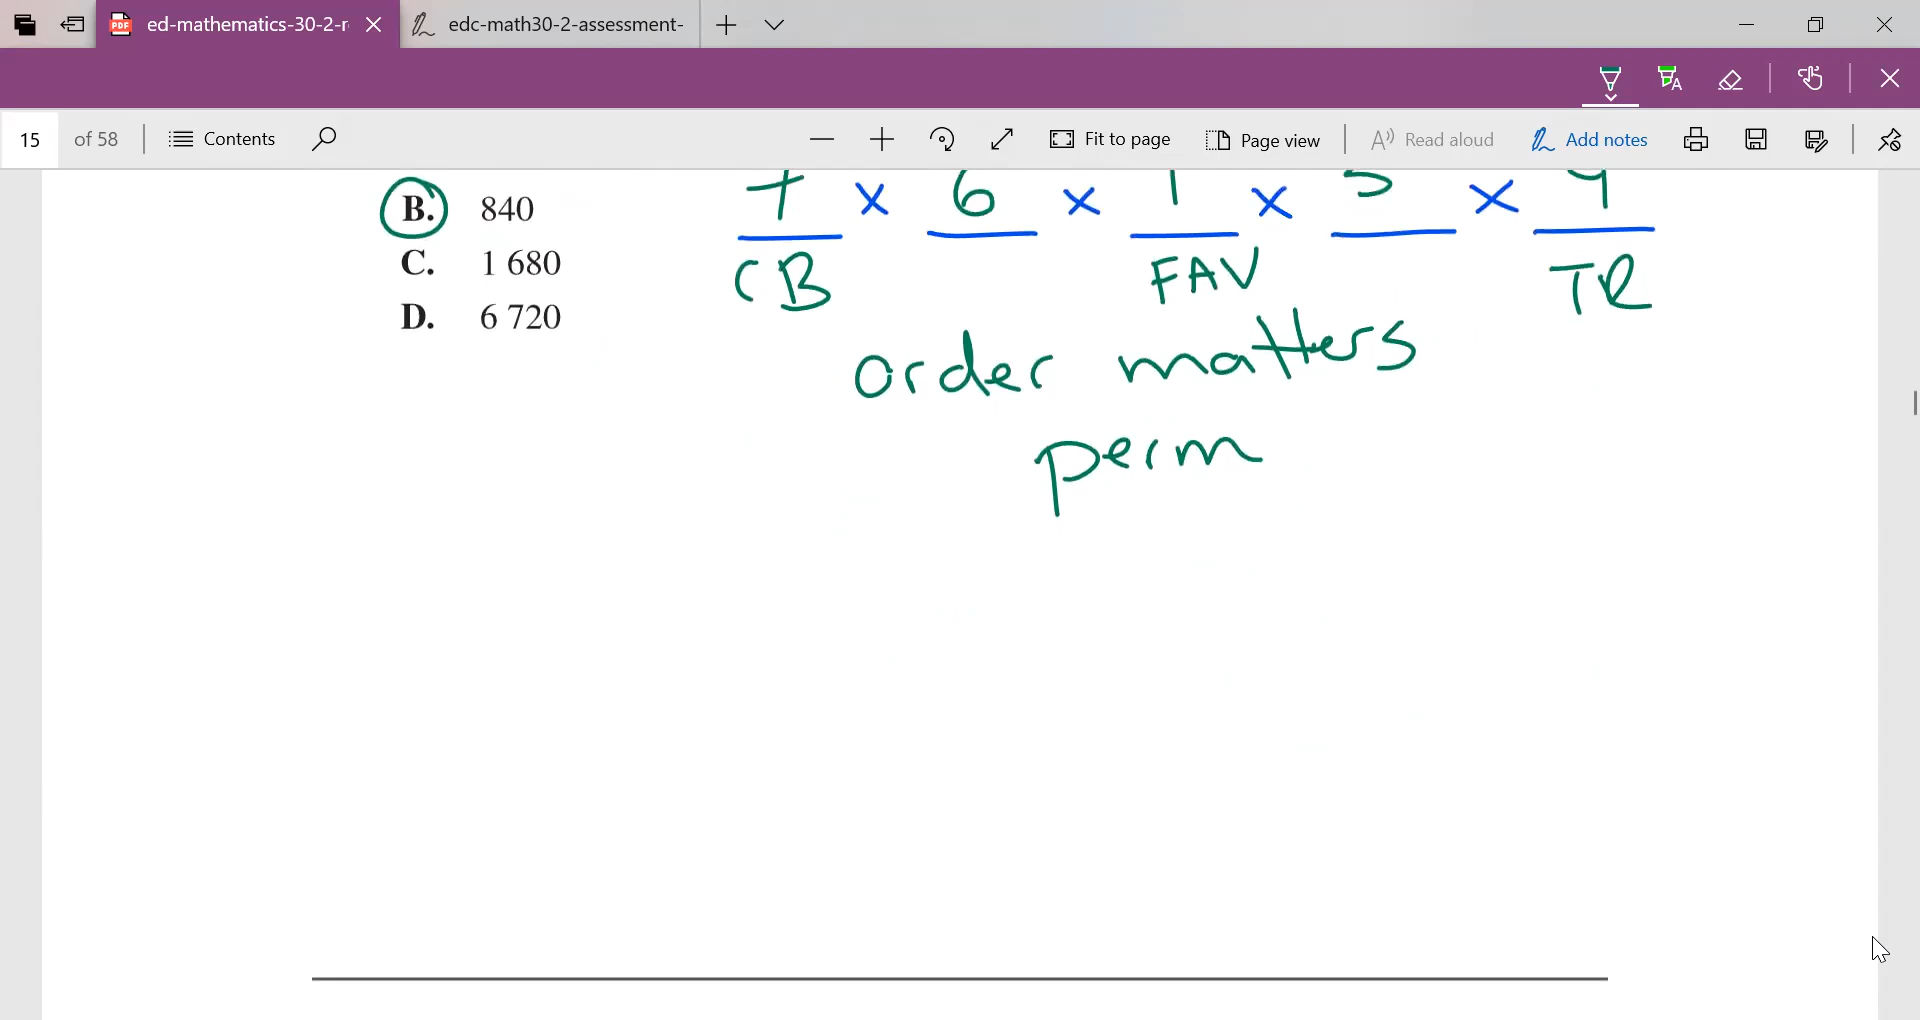 ed-mathematics-30-2-r
edc-math30-2-assessment-
15 of 58 Contents Fit to page Page view Read aloud Add notes
B. 840
C. 1 680
D. 6 720
7 × 6 × 1 × 5 × 4
CB FAV TR
order matters
perm